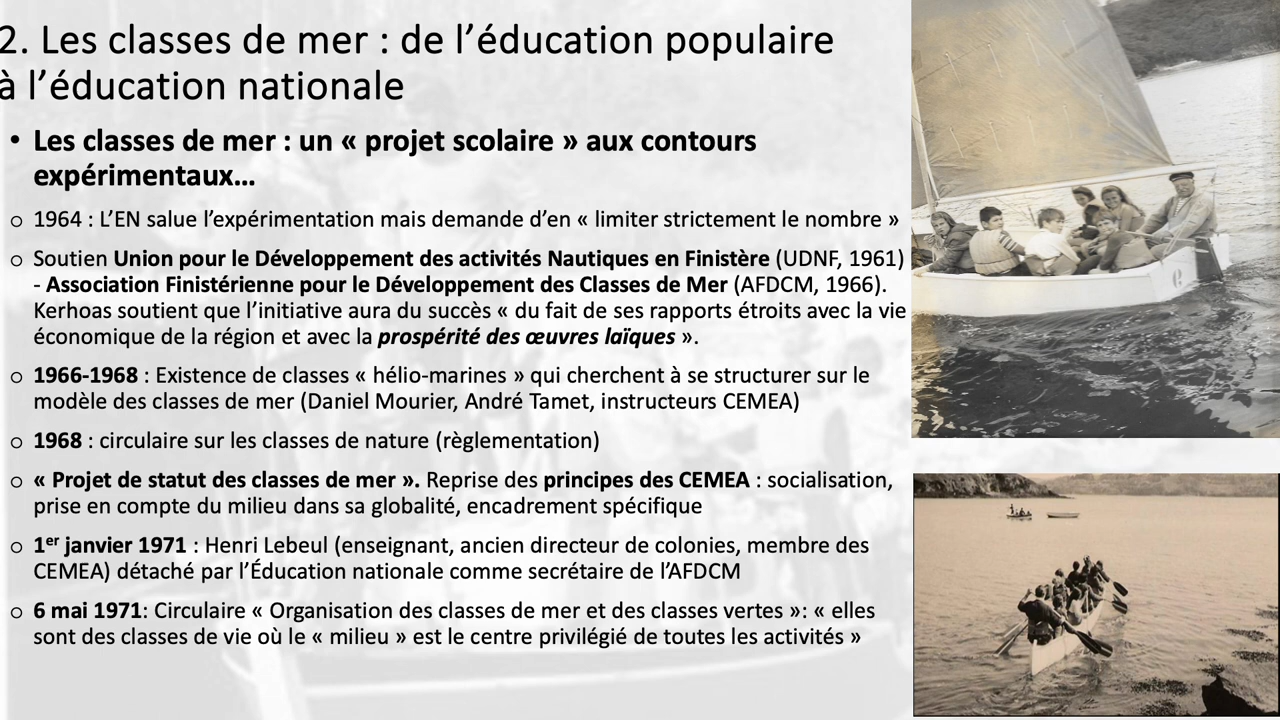 2. Les classes de mer : de l’éducation populaire
à l’éducation nationale
• Les classes de mer : un « projet scolaire » aux contours
expérimentaux…
o 1964 : L’EN salue l’expérimentation mais demande d’en « limiter strictement le nombre »
o Soutien Union pour le Développement des activités Nautiques en Finistère (UDNF, 1961)
- Association Finistérienne pour le Développement des Classes de Mer (AFDCM, 1966).
Kerhoas soutient que l’initiative aura du succès « du fait de ses rapports étroits avec la vie
économique de la région et avec la prospérité des œuvres laïques ».
o 1966-1968 : Existence de classes « hélio-marines » qui cherchent à se structurer sur le
modèle des classes de mer (Daniel Mourier, André Tamet, instructeurs CEMEA)
o 1968 : circulaire sur les classes de nature (règlementation)
o « Projet de statut des classes de mer ». Reprise des principes des CEMEA : socialisation,
prise en compte du milieu dans sa globalité, encadrement spécifique
o 1er janvier 1971 : Henri Lebeul (enseignant, ancien directeur de colonies, membre des
CEMEA) détaché par l’Éducation nationale comme secrétaire de l’AFDCM
o 6 mai 1971: Circulaire « Organisation des classes de mer et des classes vertes »: « elles
sont des classes de vie où le « milieu » est le centre privilégié de toutes les activités »